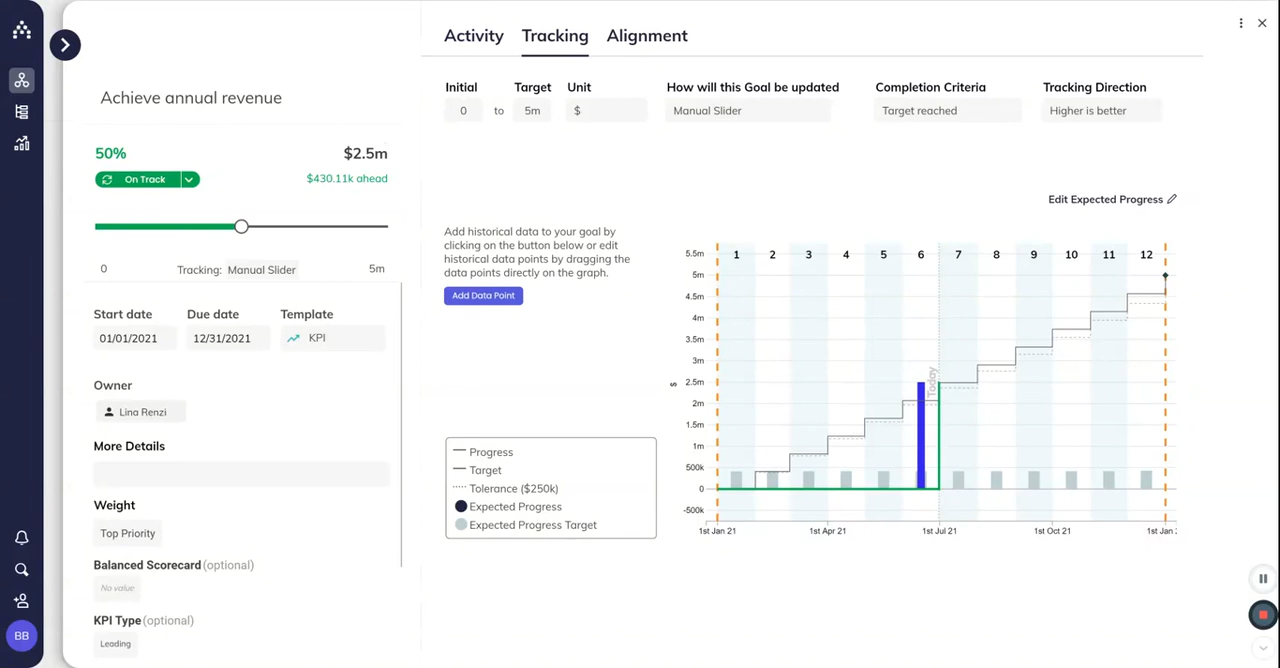 Activity Tracking Alignment
Achieve annual revenue
Initial Target Unit How will this Goal be updated Completion Criteria Tracking Direction
0 to 5m $ Manual Slider Target reached Higher is better
50% $2.5m
On Track $430.11k ahead
0 Tracking: Manual Slider 5m
Start date Due date Template
01/01/2021 12/31/2021 KPI
Owner
Lina Renzi
More Details
Weight
Top Priority
Balanced Scorecard (optional)
No value
KPI Type (optional)
Leading
BB
Edit Expected Progress
Add historical data to your goal by
clicking on the button below or edit
historical data points by dragging the
data points directly on the graph.
Add Data Point
Progress
Target
Tolerance ($250k)
Expected Progress
Expected Progress Target
1 2 3 4 5 6 7 8 9 10 11 12
5.5m
5m
4.5m
4m
3.5m
3m
2.5m
2m
1.5m
1m
500k
0
-500k
$
Today
1st Jan 21 1st Apr 21 1st Jul 21 1st Oct 21 1st Jan